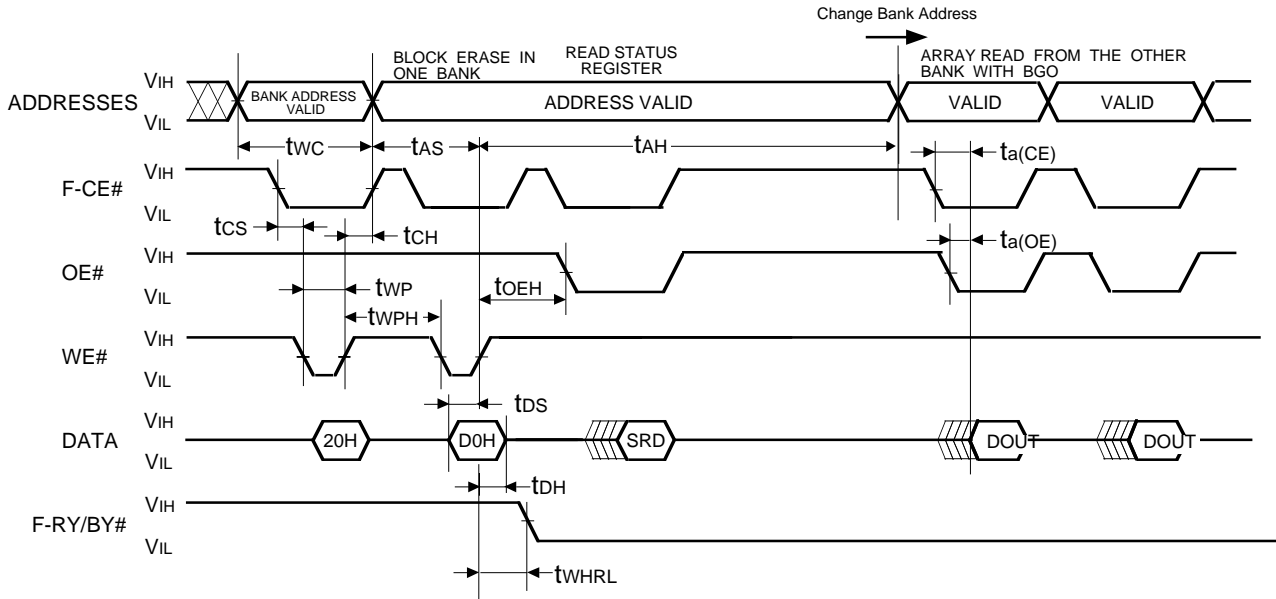 Change Bank Address
BLOCK ERASE IN
ONE BANK
READ STATUS
REGISTER
ARRAY READ FROM THE OTHER
BANK WITH BGO
ADDRESSES
VIH
VIL
BANK ADDRESS
VALID
ADDRESS VALID
VALID
VALID
tWC
tAS
tAH
ta(CE)
F-CE#
VIH
VIL
tCS
tCH
ta(OE)
OE#
VIH
VIL
tWP
tOEH
tWPH
WE#
VIH
VIL
tDS
DATA
VIH
VIL
20H
D0H
SRD
DOUT
DOUT
tDH
F-RY/BY#
VIH
VIL
tWHRL